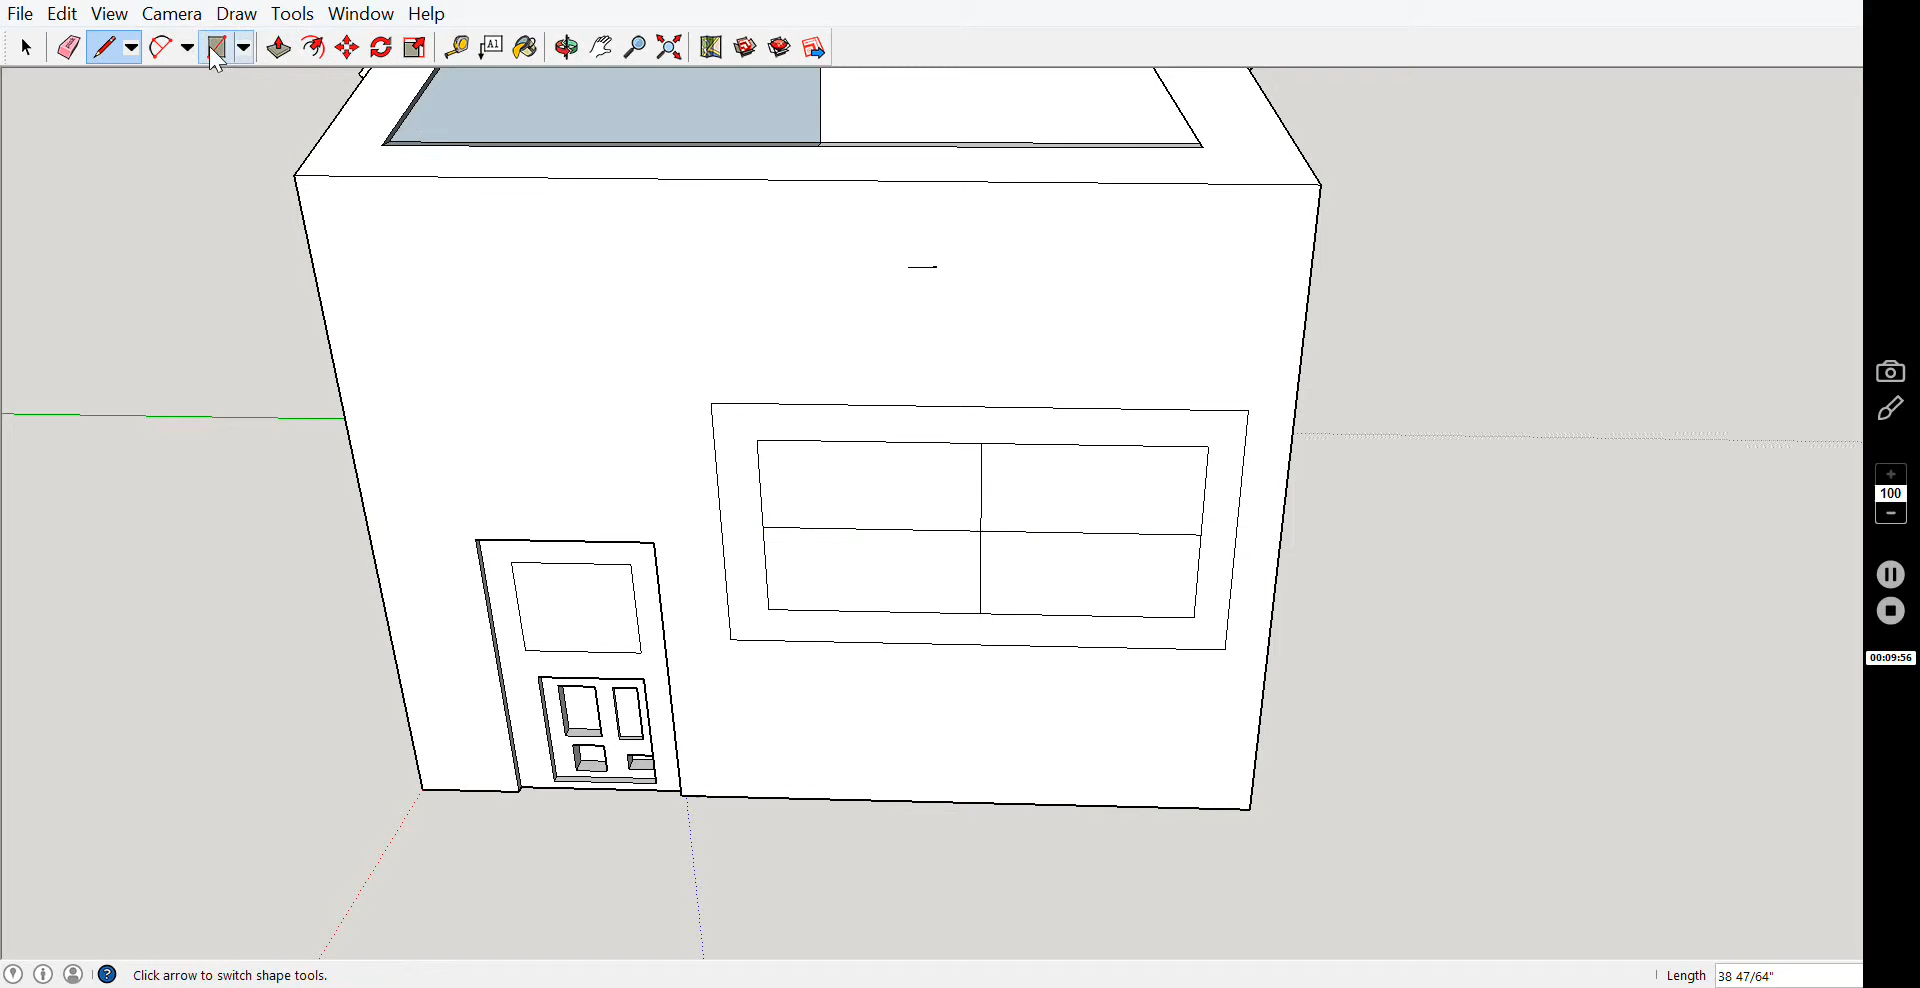 File Edit View Camera Draw Tools Window Help
A1
100
00:09:56
Click arrow to switch shape tools.
Length 38 47/64"